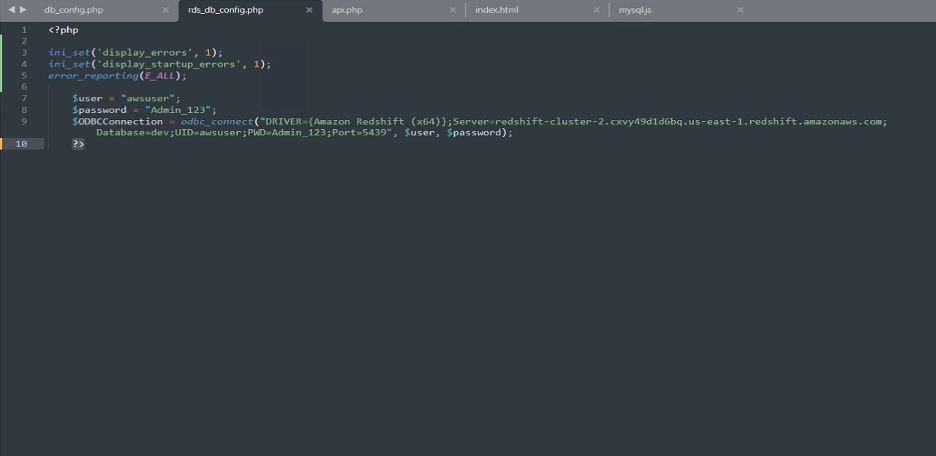 db_config.php × rds_db_config.php × api.php × index.html × mysql.js ×
1 <?php
2
3 ini_set('display_errors', 1);
4 ini_set('display_startup_errors', 1);
5 error_reporting(E_ALL);
6
7 $user = "awsuser";
8 $password = "Admin_123";
9 $ODBCConnection = odbc_connect("DRIVER={Amazon Redshift (x64)};Server=redshift-cluster-2.cxvy49d1d6bq.us-east-1.redshift.amazonaws.com;
Database=dev;UID=awsuser;PWD=Admin_123;Port=5439", $user, $password);
10 ?>